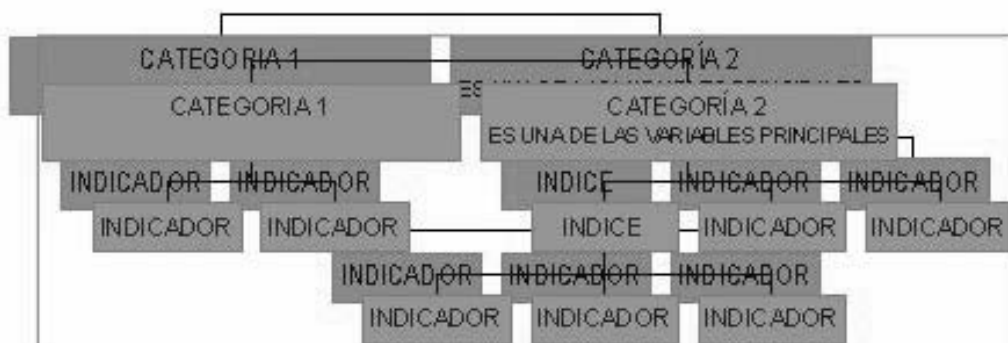 CATEGORIA 1 CATEGORÍA 2
CATEGORIA 1 CATEGORÍA 2
ES UNA DE LAS VARIABLES PRINCIPALES
INDICADOR INDICADOR INDICE INDICADOR INDICADOR
INDICADOR INDICADOR INDICE INDICADOR INDICADOR
INDICADOR INDICADOR INDICADOR
INDICADOR INDICADOR INDICADOR